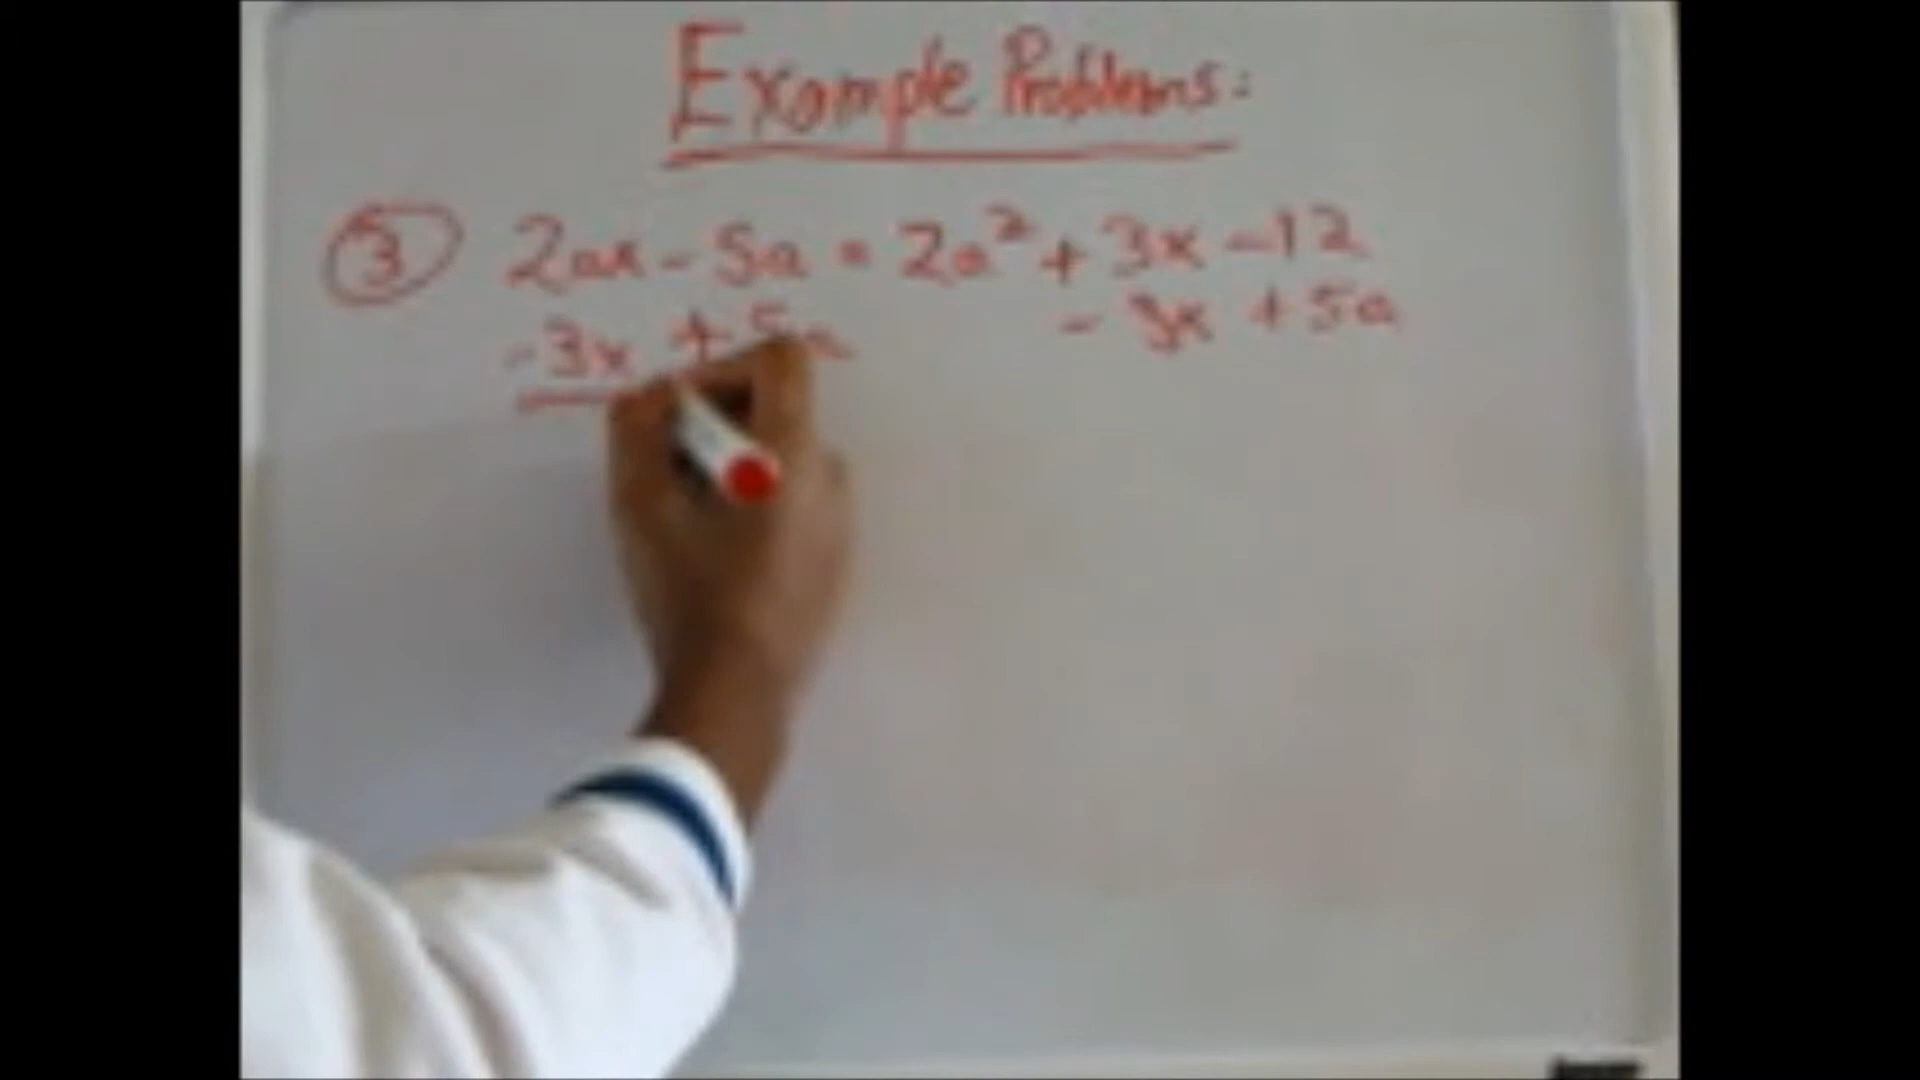 Example Problems:
③ 2ax - 5a = 2a² + 3x - 12
- 3x + 5a - 3x + 5a